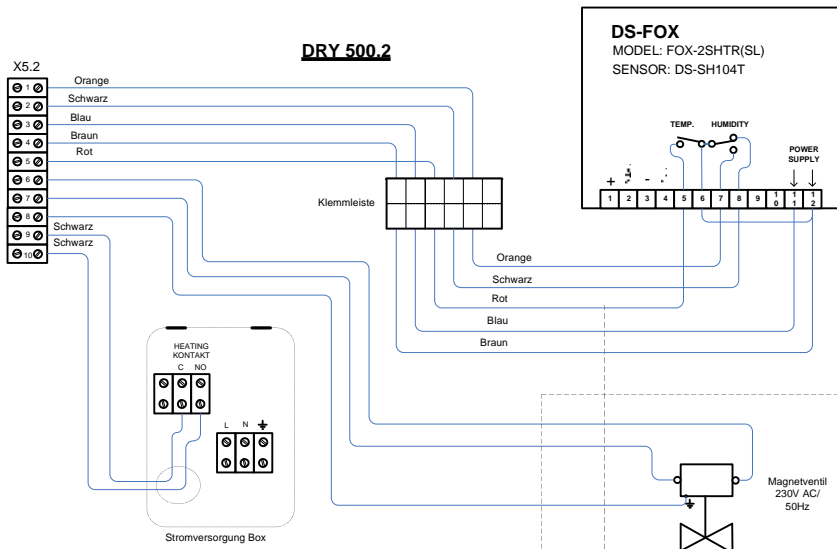 DRY 500.2
DS-FOX
MODEL: FOX-2SHTR(SL)
SENSOR: DS-SH104T
X5.2
1
2
3
4
5
6
7
8
9
10
Orange
Schwarz
Blau
Braun
Rot
Schwarz
Schwarz
Klemmleiste
TEMP.
HUMIDITY
POWER
SUPPLY
+
-
1 2 3 4 5 6 7 8 9 10 11 12
Orange
Schwarz
Rot
Blau
Braun
HEATING
KONTAKT
C NO
L N
Stromversorgung Box
Magnetventil
230V AC/
50Hz